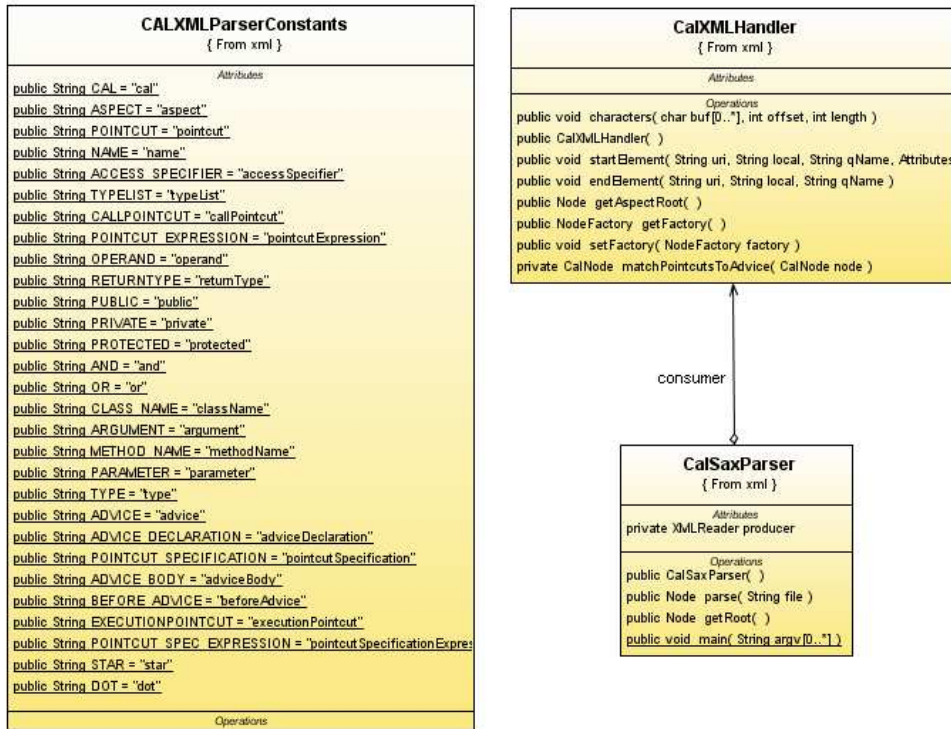 CALXMLParserConstants
{ From xml }
Attributes
public String CAL = "cal"
public String ASPECT = "aspect"
public String POINTCUT = "pointcut"
public String NAME = "name"
public String ACCESS_SPECIFIER = "accessSpecifier"
public String TYPELIST = "typeList"
public String CALLPOINTCUT = "callPointcut"
public String POINTCUT_EXPRESSION = "pointcutExpression"
public String OPERAND = "operand"
public String RETURNTYPE = "returnType"
public String PUBLIC = "public"
public String PRIVATE = "private"
public String PROTECTED = "protected"
public String AND = "and"
public String OR = "or"
public String CLASS_NAME = "className"
public String ARGUMENT = "argument"
public String METHOD_NAME = "methodName"
public String PARAMETER = "parameter"
public String TYPE = "type"
public String ADVICE = "advice"
public String ADVICE_DECLARATION = "adviceDeclaration"
public String POINTCUT_SPECIFICATION = "pointcutSpecification"
public String ADVICE_BODY = "adviceBody"
public String BEFORE_ADVICE = "beforeAdvice"
public String EXECUTIONPOINTCUT = "executionPointcut"
public String POINTCUT_SPEC_EXPRESSION = "pointcutSpecificationExpres
public String STAR = "star"
public String DOT = "dot"
Operations
CalXMLHandler
{ From xml }
Attributes
Operations
public void characters( char buf[0..*], int offset, int length )
public CalXMLHandler( )
public void startElement( String uri, String local, String qName, Attributes
public void endElement( String uri, String local, String qName )
public Node getAspectRoot( )
public NodeFactory getFactory( )
public void setFactory( NodeFactory factory )
private CalNode matchPointcutsToAdvice( CalNode node )
consumer
CalSaxParser
{ From xml }
Attributes
private XMLReader producer
Operations
public CalSaxParser( )
public Node parse( String file )
public Node getRoot( )
public void main( String argv[0..*] )